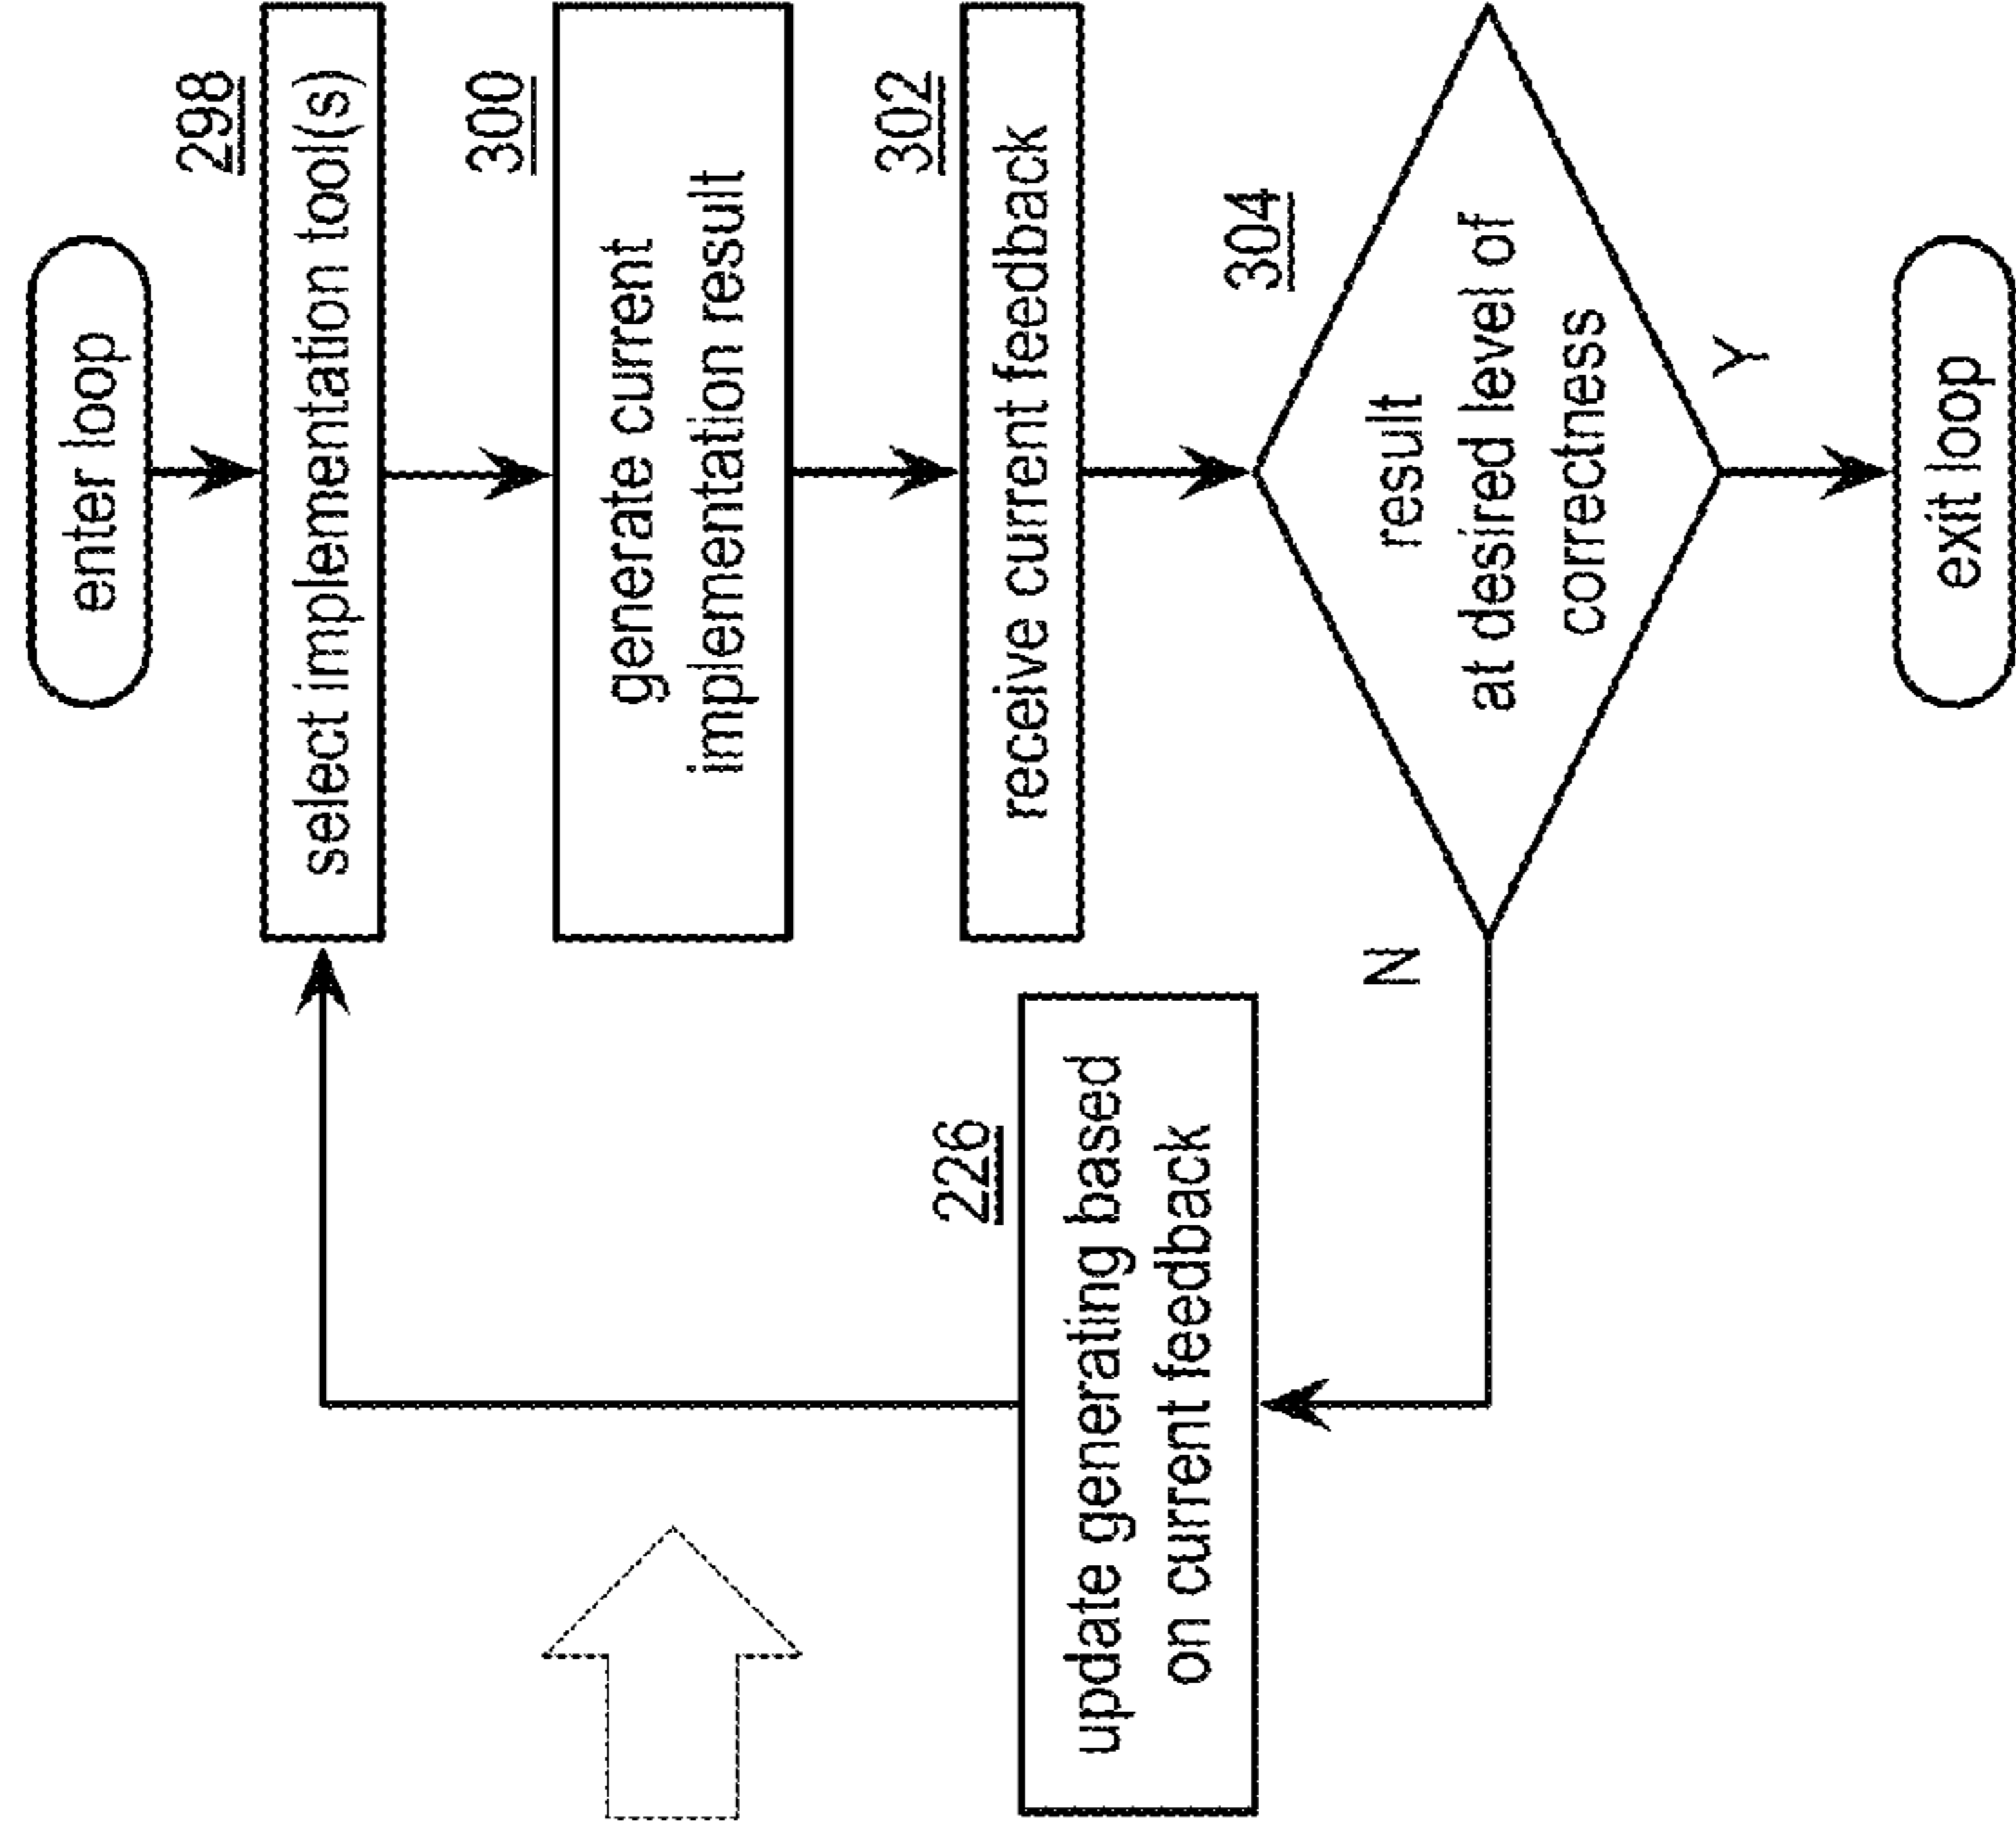 enter loop
298
select implementation tool(s)
300
generate current
implementation result
302
receive current feedback
304
result
at desired level of
correctness
Y
exit loop
N
226
update generating based
on current feedback